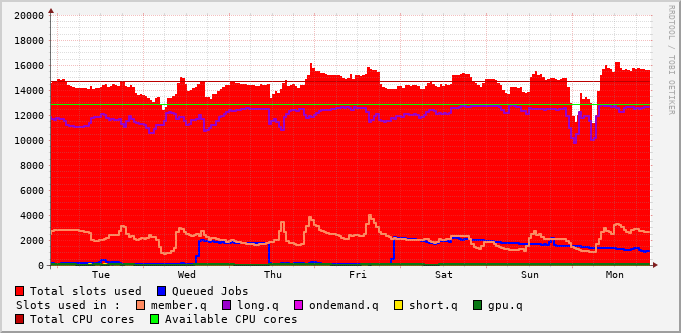 20000
18000
16000
14000
12000
10000
8000
6000
4000
2000
0
Tue Wed Thu Fri Sat Sun Mon
Total slots used Queued Jobs
Slots used in : member.q long.q ondemand.q short.q gpu.q
Total CPU cores Available CPU cores
RRDTOOL / TOBI OETIKER